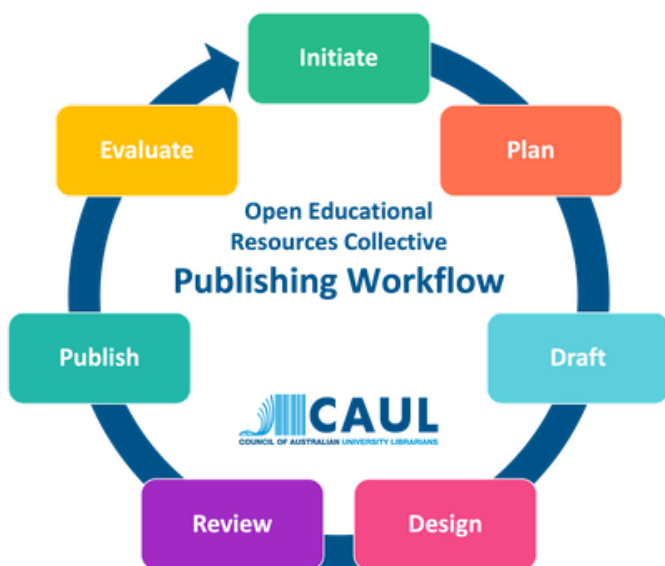 Initiate
Plan
Draft
Design
Review
Publish
Evaluate
Open Educational
Resources Collective
Publishing Workflow
CAUL
COUNCIL OF AUSTRALIAN UNIVERSITY LIBRARIANS